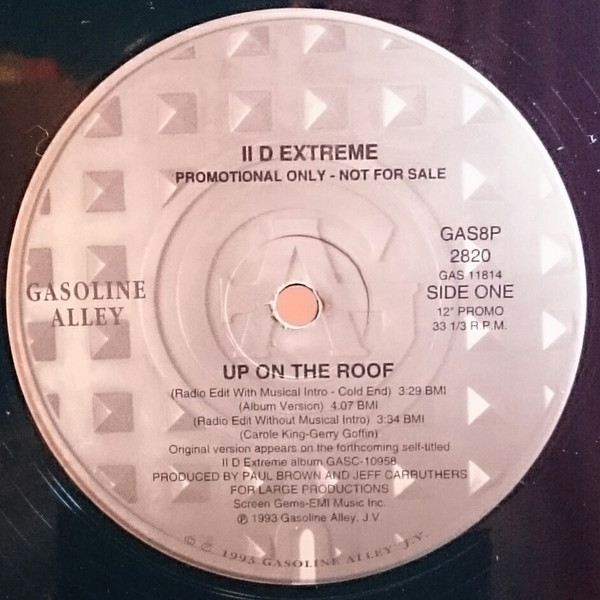 II D EXTREME
PROMOTIONAL ONLY - NOT FOR SALE
GAS8P
2820
GAS 11814
SIDE ONE
12" PROMO
33 1/3 R.P.M.
GASOLINE
ALLEY
AG
UP ON THE ROOF
(Radio Edit With Musical Intro - Cold End) 3:29 BMI
(Album Version) 4:07 BMI
(Radio Edit Without Musical Intro) 3:34 BMI
(Carole King-Gerry Goffin)
Original version appears on the forthcoming self-titled
II D Extreme album GASC-10958
PRODUCED BY PAUL BROWN AND JEFF CARRUTHERS
FOR LARGE PRODUCTIONS
Screen Gems-EMI Music Inc.
℗ 1993 Gasoline Alley, J.V.
© ℗ 1993 GASOLINE ALLEY J.V.